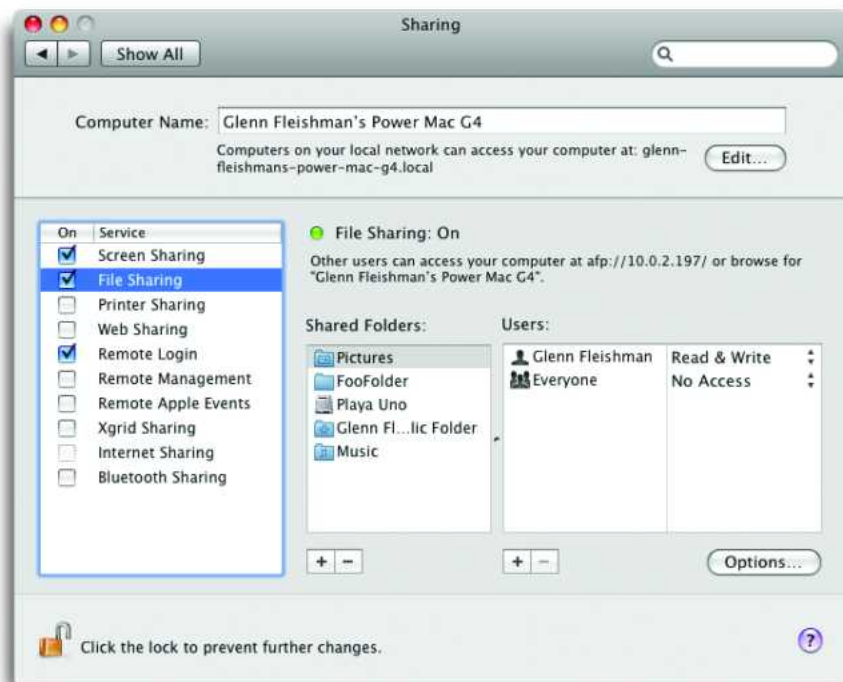 Sharing
Show All
Computer Name: Glenn Fleishman's Power Mac G4
Computers on your local network can access your computer at: glenn-
fleishmans-power-mac-g4.local
Edit...
On Service
Screen Sharing
File Sharing
Printer Sharing
Web Sharing
Remote Login
Remote Management
Remote Apple Events
Xgrid Sharing
Internet Sharing
Bluetooth Sharing
File Sharing: On
Other users can access your computer at afp://10.0.2.197/ or browse for
"Glenn Fleishman's Power Mac G4".
Shared Folders:
Pictures
FooFolder
Playa Uno
Glenn Fl...lic Folder
Music
Users:
Glenn Fleishman Read & Write
Everyone No Access
+ −
+ −
Options...
Click the lock to prevent further changes.
?